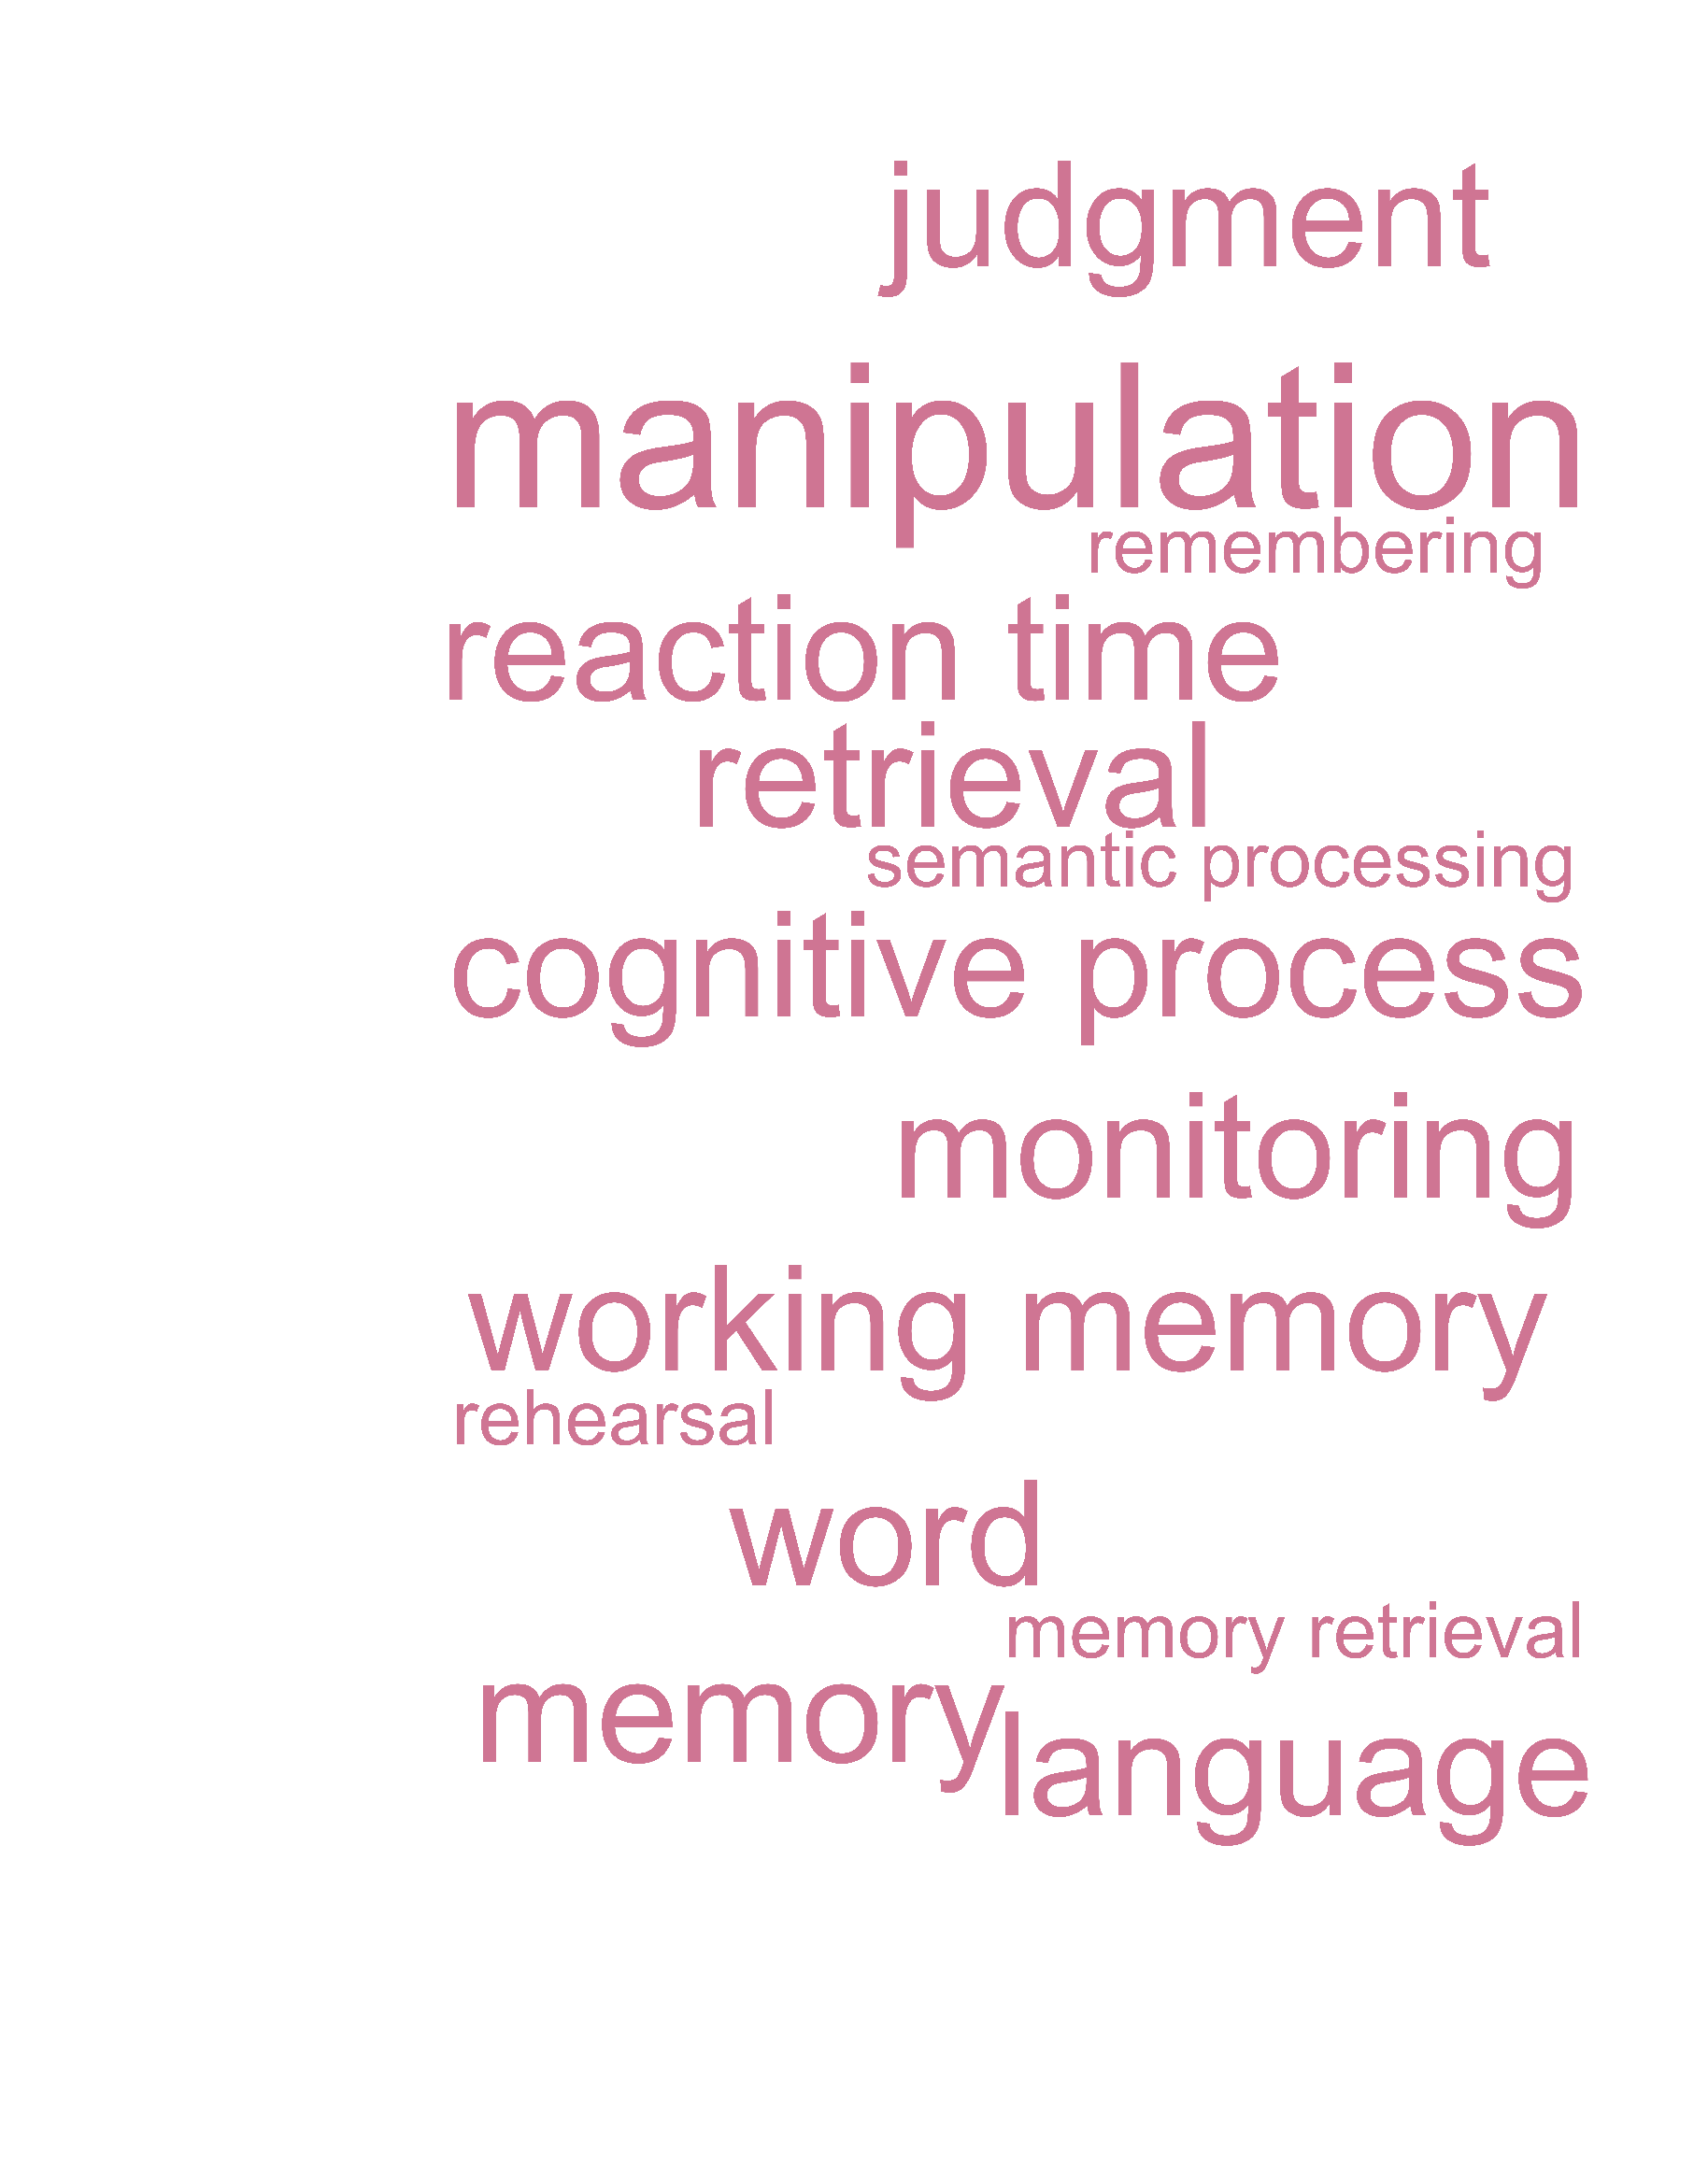 judgment
manipulation
remembering
reaction time
retrieval
semantic processing
cognitive process
monitoring
working memory
rehearsal
word
memory retrieval
memory
language